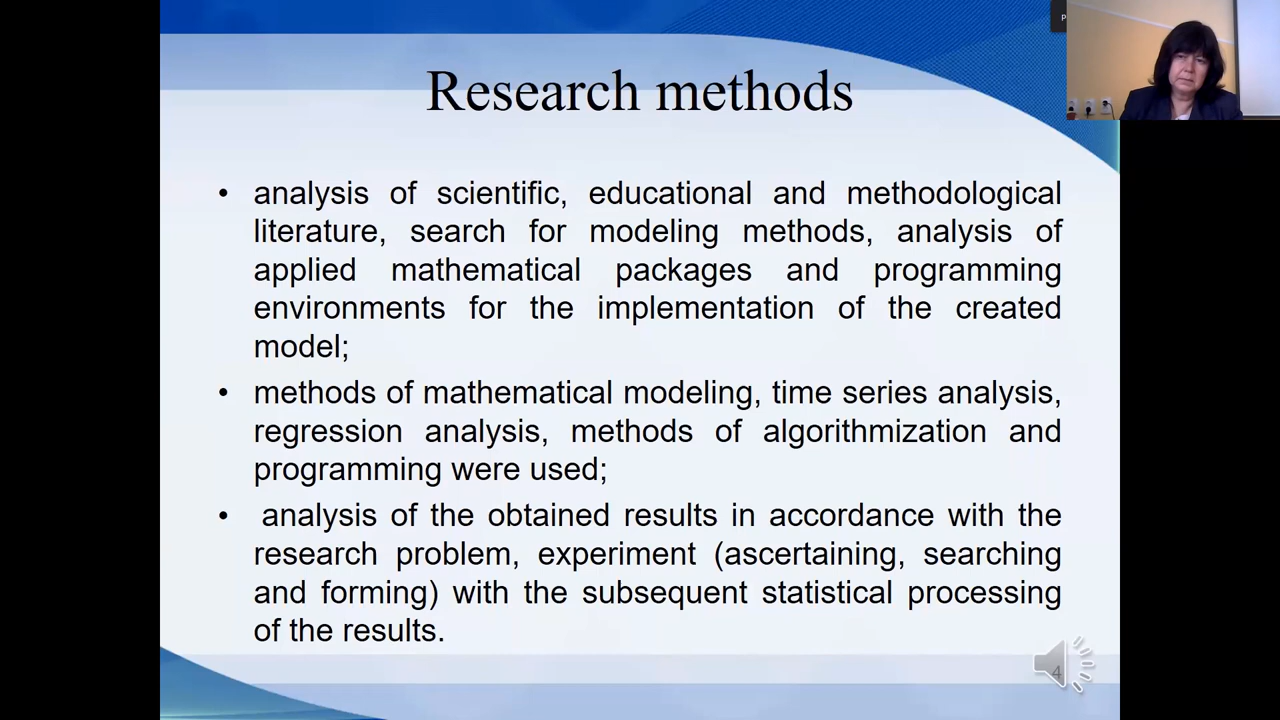 P
Research methods
• analysis of scientific, educational and methodological
literature, search for modeling methods, analysis of
applied mathematical packages and programming
environments for the implementation of the created
model;
• methods of mathematical modeling, time series analysis,
regression analysis, methods of algorithmization and
programming were used;
• analysis of the obtained results in accordance with the
research problem, experiment (ascertaining, searching
and forming) with the subsequent statistical processing
of the results.
4